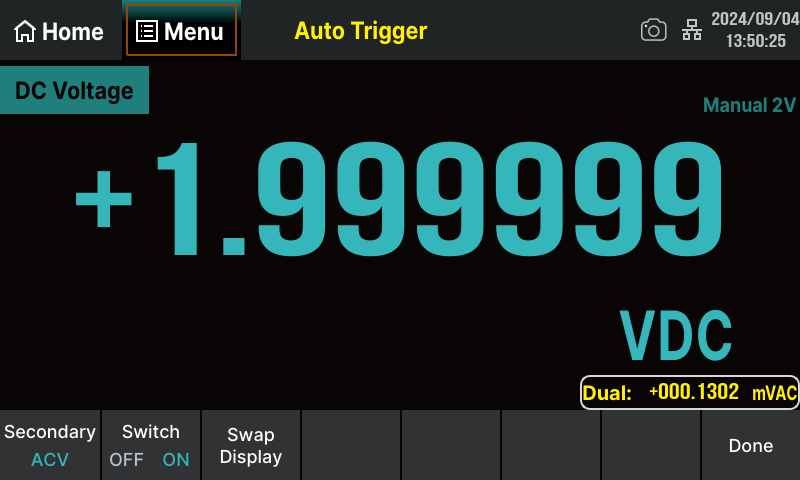 Home
Menu
Auto Trigger
2024/09/04
13:50:25
DC Voltage
Manual 2V
+1.999999
VDC
Dual: +000.1302 mVAC
Secondary
ACV
Switch
OFF ON
Swap
Display
Done